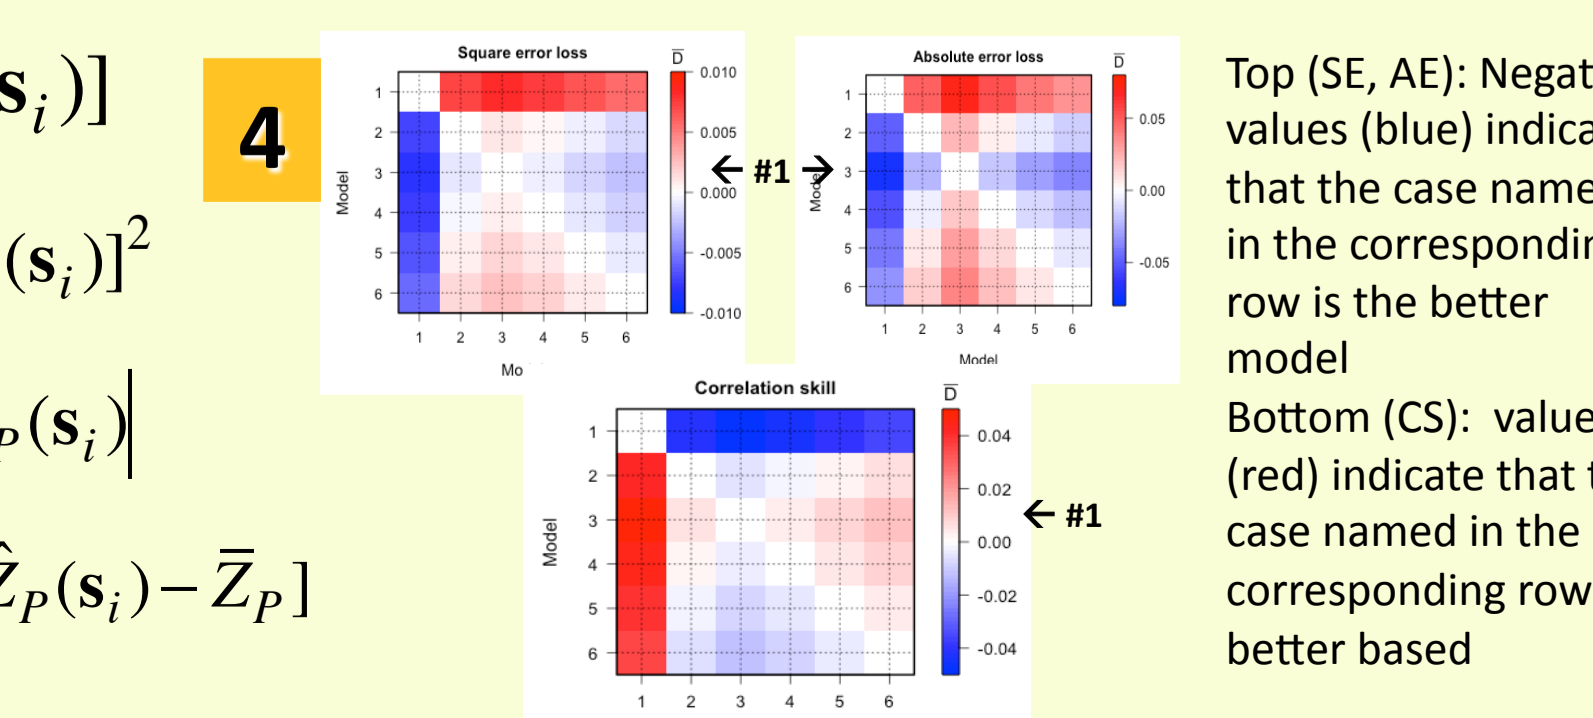 s_i)]
(s_i)]^2
P(s_i)|
Ẑ_P(s_i) − Z̄_P]
4
Square error loss
D̄
Model
1
2
3
4
5
6
1 2 3 4 5 6
Mo
0.010
0.005
0.000
-0.005
-0.010
← #1 →
Absolute error loss
D̄
Model
1
2
3
4
5
6
1 2 3 4 5 6
Model
0.05
0.00
-0.05
Correlation skill
D̄
Model
1
2
3
4
5
6
1 2 3 4 5 6
0.04
0.02
0.00
-0.02
-0.04
← #1
Top (SE, AE): Negat
values (blue) indica
that the case name
in the correspondin
row is the better
model
Bottom (CS): value
(red) indicate that t
case named in the
corresponding row
better based